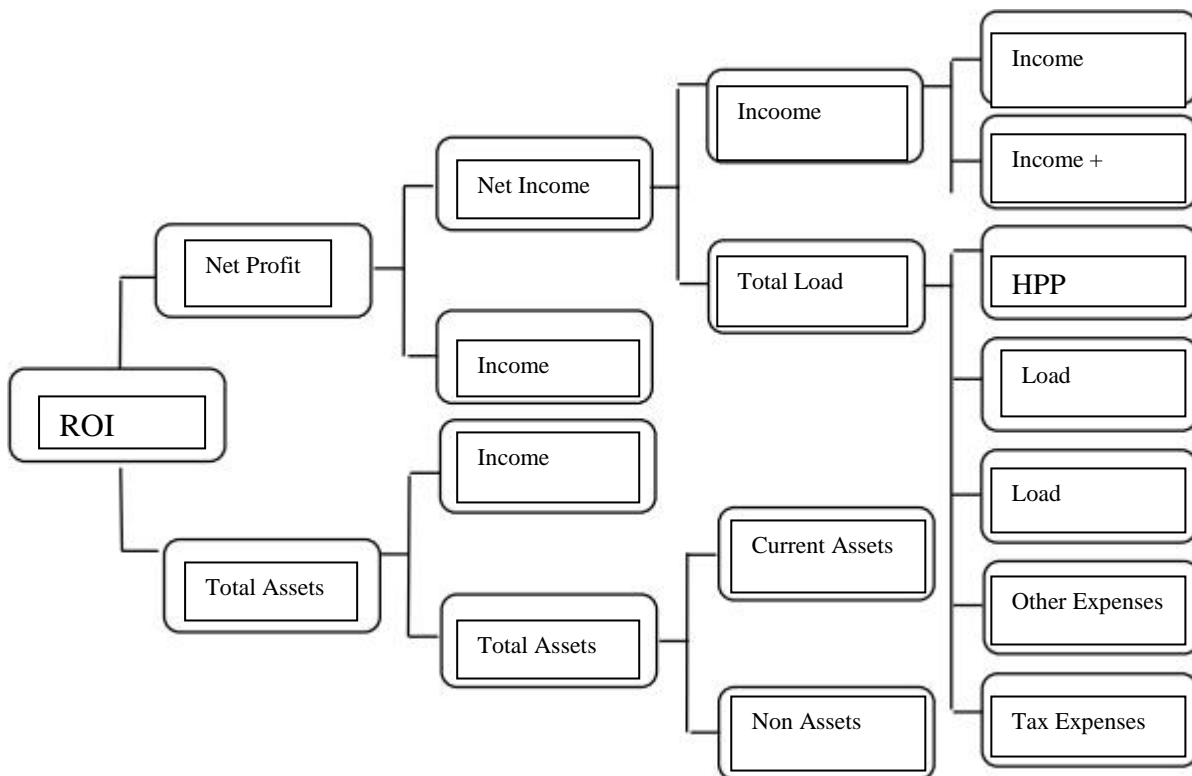 Income
Incoome
Income +
Net Income
Net Profit
Total Load
HPP
Income
Load
ROI
Income
Load
Current Assets
Total Assets
Other Expenses
Total Assets
Non Assets
Tax Expenses